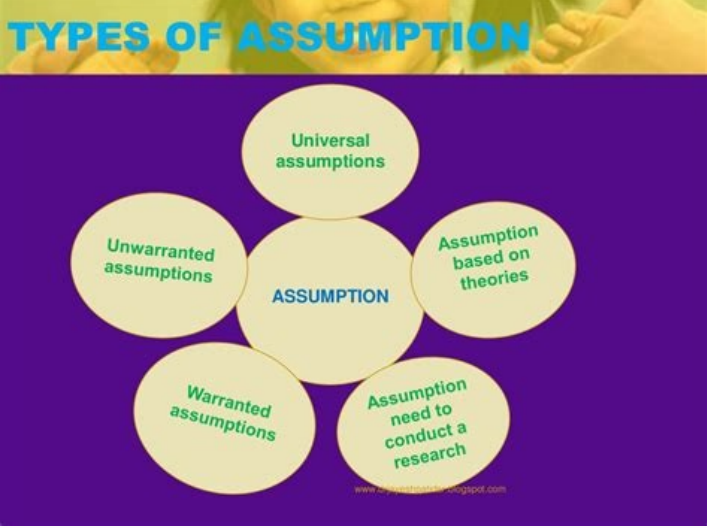 TYPES OF ASSUMPTION
Universal
assumptions
Unwarranted
assumptions
Assumption
based on
theories
ASSUMPTION
Warranted
assumptions
Assumption
need to
conduct a
research